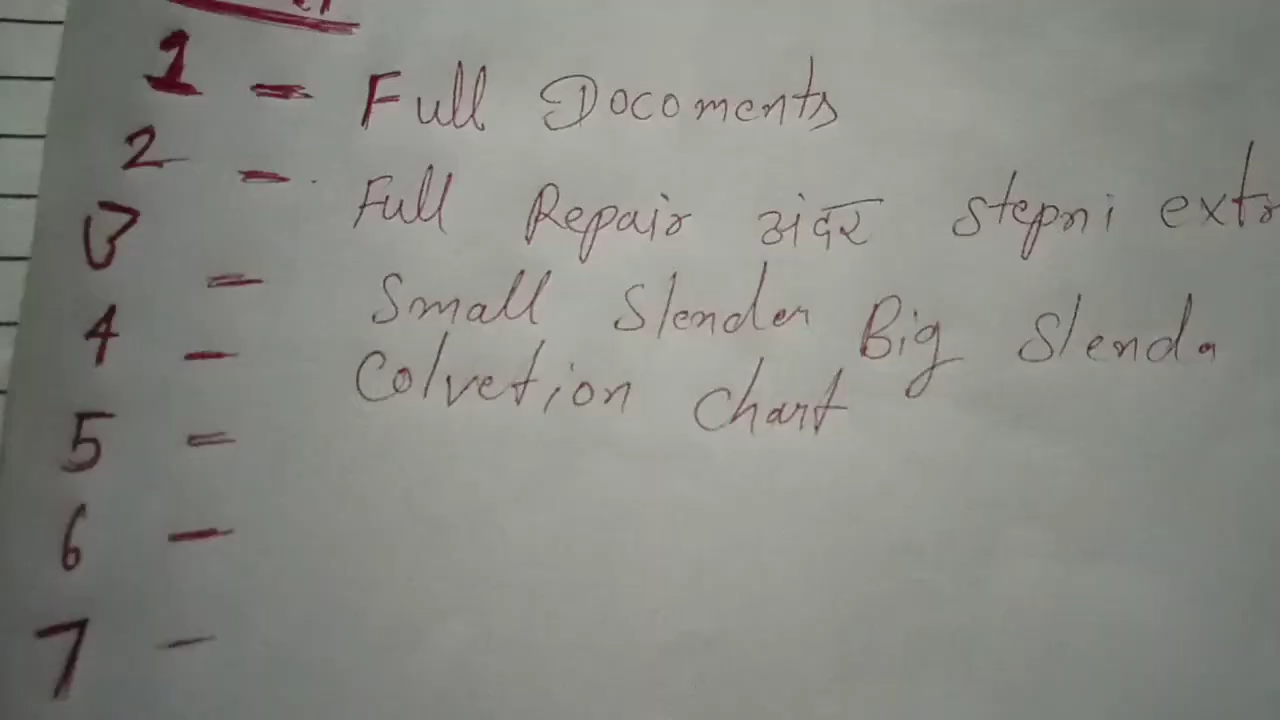 1 = Full Docoments
2 - Full Repair अंदर Stepni extr
3 = Small Slender Big Slender
4 - Colvetion chart
5 =
6 -
7 -